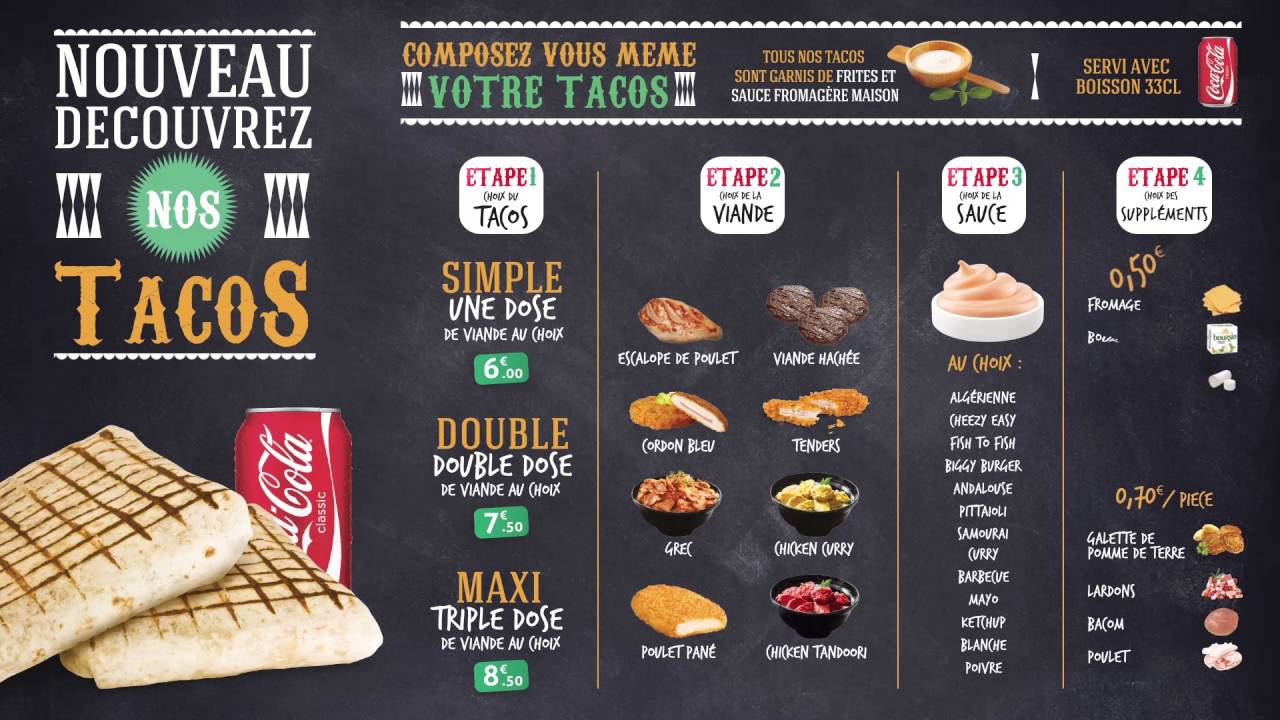 NOUVEAU
DECOUVREZ
NOS
TACOS
COMPOSEZ VOUS MEME
VOTRE TACOS
TOUS NOS TACOS
SONT GARNIS DE FRITES ET
SAUCE FROMAGÈRE MAISON
SERVI AVEC
BOISSON 33CL
Coca-Cola
ETAPE 1
CHOIX DU
TACOS
SIMPLE
UNE DOSE
DE VIANDE AU CHOIX
6€.00
DOUBLE
DOUBLE DOSE
DE VIANDE AU CHOIX
7€.50
MAXI
TRIPLE DOSE
DE VIANDE AU CHOIX
8€.50
ETAPE 2
CHOIX DE LA
VIANDE
ESCALOPE DE POULET
VIANDE HACHÉE
CORDON BLEU
TENDERS
GREC
CHICKEN CURRY
POULET PANÉ
CHICKEN TANDOORI
ETAPE 3
CHOIX DE LA
SAUCE
AU CHOIX :
ALGÉRIENNE
CHEEZY EASY
FISH TO FISH
BIGGY BURGER
ANDALOUSE
PITTAIOLI
SAMOURAI
CURRY
BARBECUE
MAYO
KETCHUP
BLANCHE
POIVRE
ETAPE 4
CHOIX DES
SUPPLÉMENTS
0,50€
FROMAGE
boursin
0,70€/ PIECE
GALETTE DE
POMME DE TERRE
LARDONS
BACOM
POULET
Cola
classic